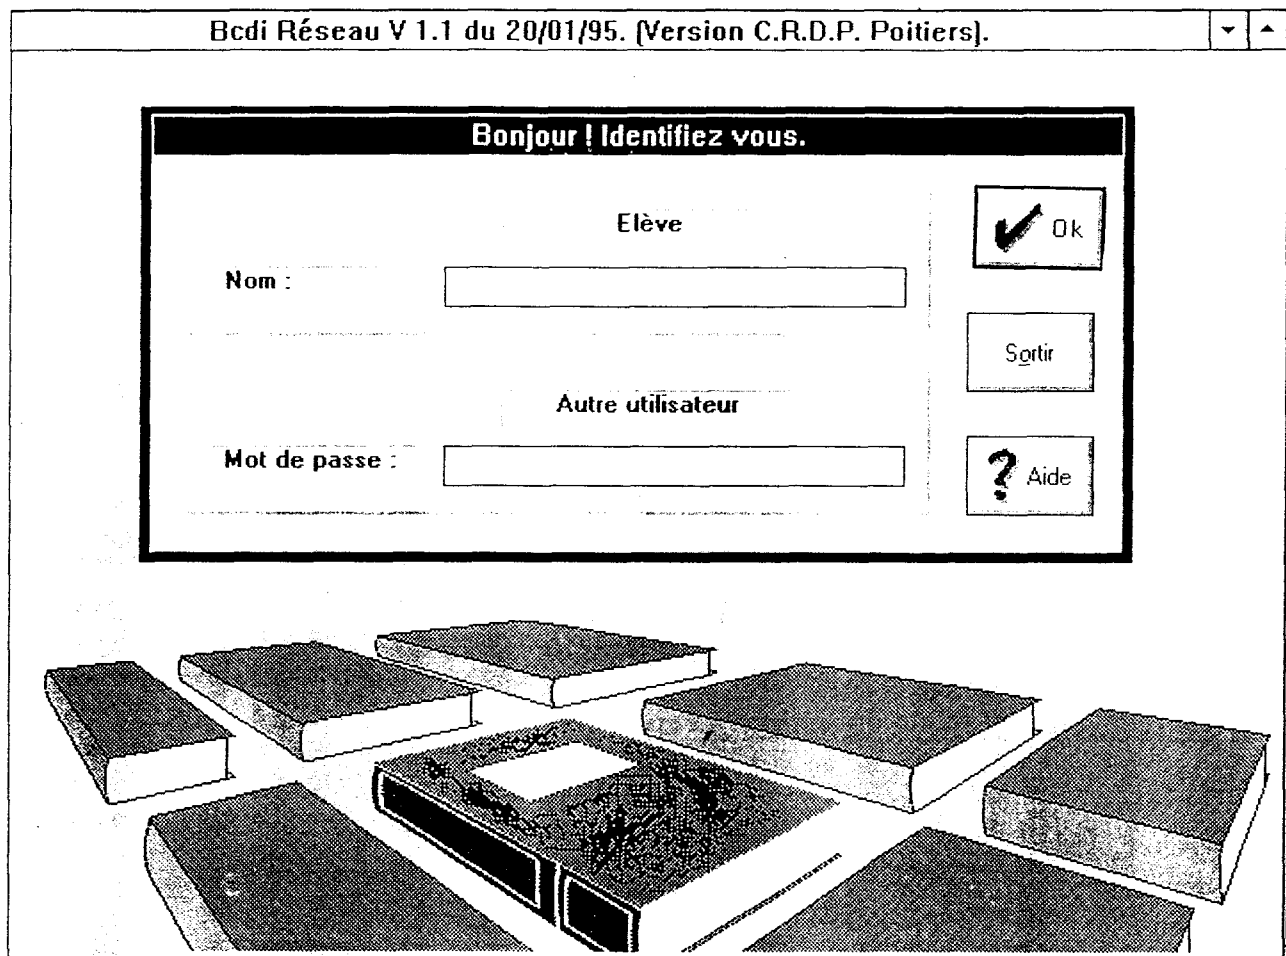 Bcdi Réseau V 1.1 du 20/01/95. (Version C.R.D.P. Poitiers).
Bonjour ! Identifiez vous.
Elève
Nom :
Ok
Sortir
Autre utilisateur
Mot de passe :
Aide